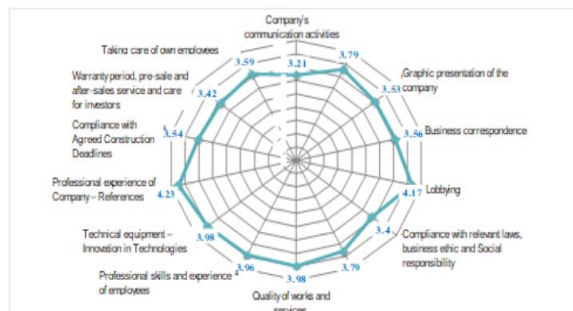 Company's
communication activities
3.21
3.79
Graphic presentation of the
company
3.53
Business correspondence
3.56
Lobbying
4.17
Compliance with relevant laws,
business ethic and Social
responsibility
3.4
3.79
Quality of works and
services
3.98
Professional skills and experience
of employees
3.96
Technical equipment –
Innovation in Technologies
3.98
Professional experience of
Company – References
4.23
Compliance with
Agreed Construction
Deadlines
3.54
Warranty period, pre-sale and
after-sales service and care
for investors
3.42
Taking care of own employees
3.59